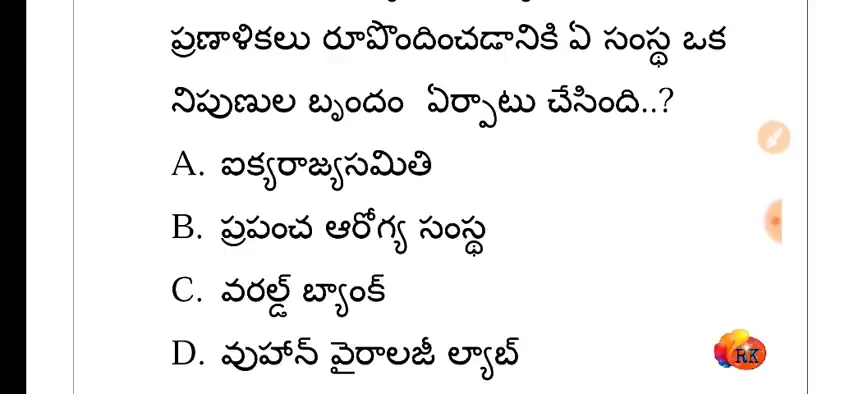 ప్రణాళికలు రూపొందించడానికి ఏ సంస్థ ఒక
నిపుణుల బృందం ఏర్పాటు చేసింది..?
A. ఐక్యరాజ్యసమితి
B. ప్రపంచ ఆరోగ్య సంస్థ
C. వరల్డ్ బ్యాంక్
D. వుహాన్ వైరాలజీ ల్యాబ్
RK